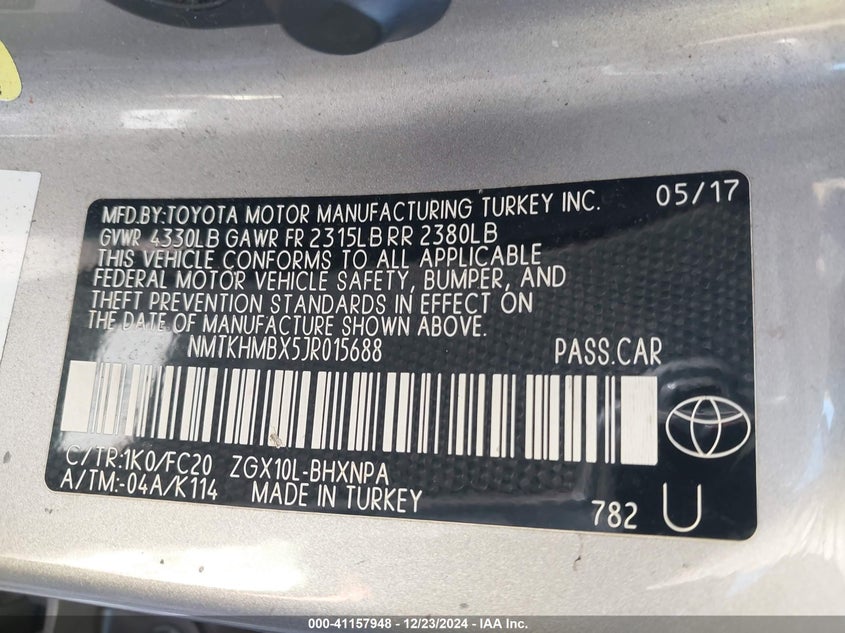 MFD.BY:TOYOTA MOTOR MANUFACTURING TURKEY INC. 05/17
GVWR 4330LB GAWR FR 2315LB RR 2380LB
THIS VEHICLE CONFORMS TO ALL APPLICABLE
FEDERAL MOTOR VEHICLE SAFETY, BUMPER, AND
THEFT PREVENTION STANDARDS IN EFFECT ON
THE DATE OF MANUFACTURE SHOWN ABOVE.
NMTKHMBX5JR015688 PASS.CAR
C/TR:1K0/FC20 ZGX10L-BHXNPA
A/TM:-04A/K114 MADE IN TURKEY
782 U
000-41157948 | 12/23/2024 - IAA Inc.